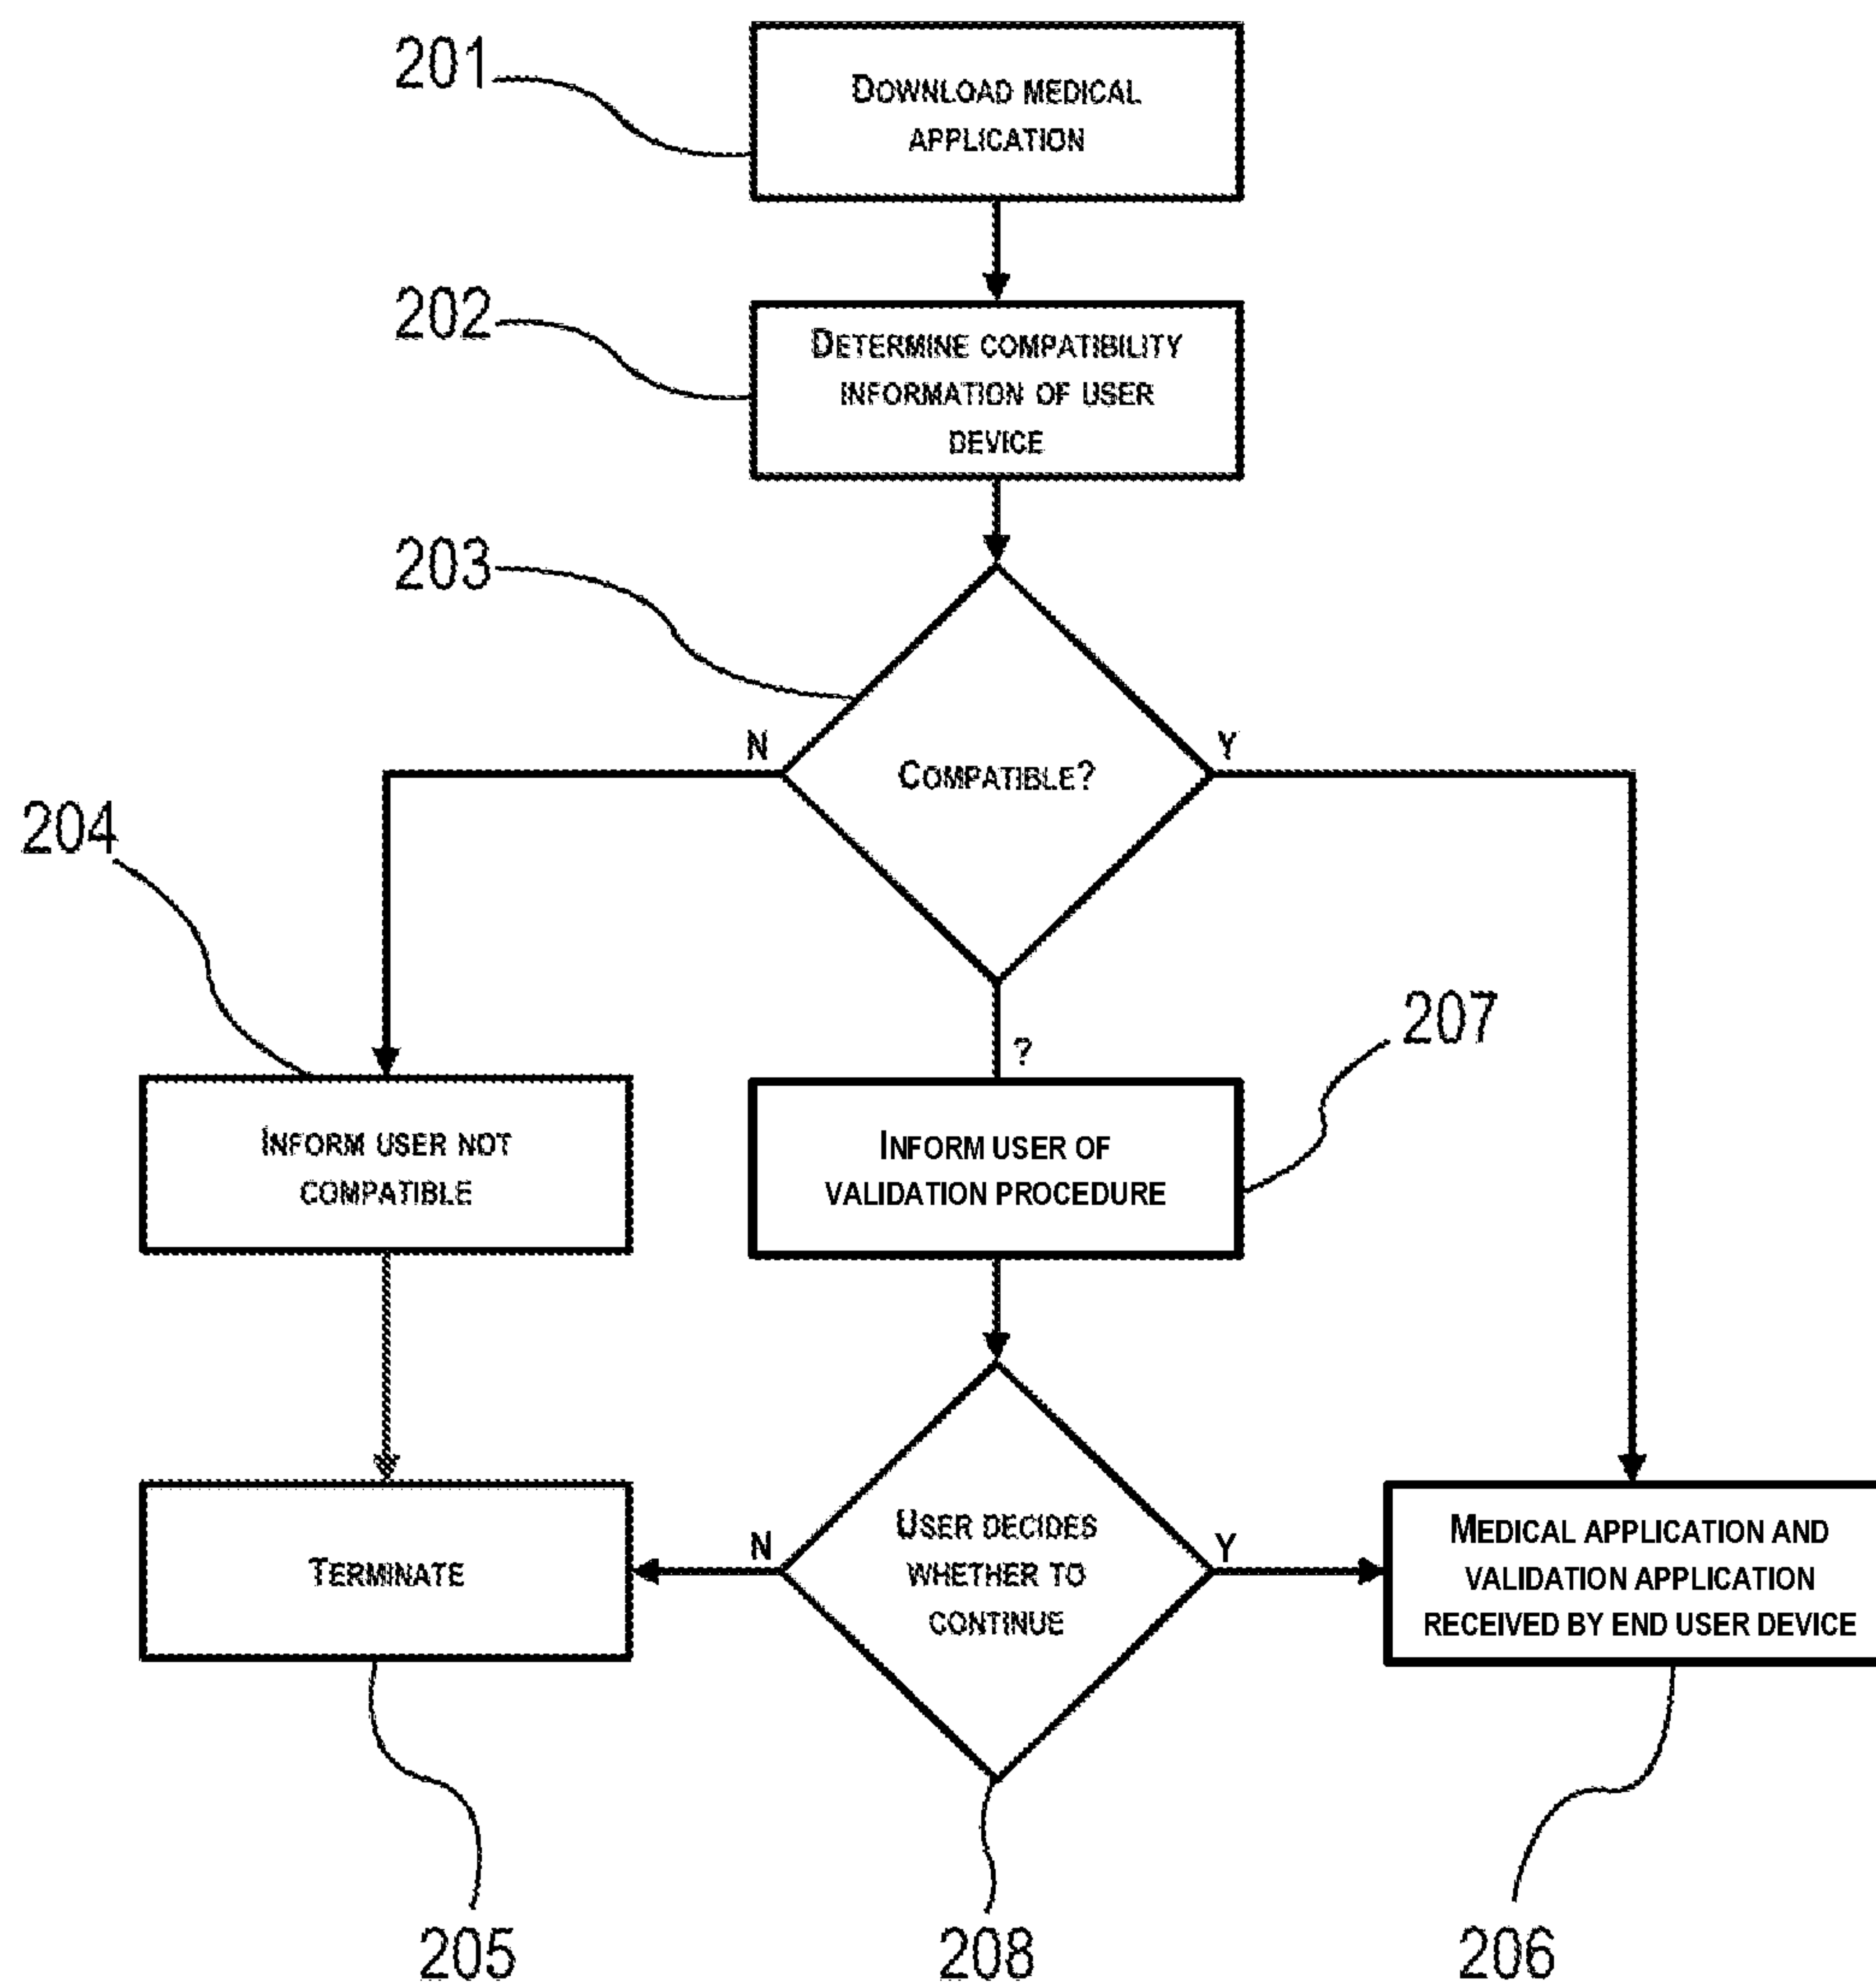 201
DOWNLOAD MEDICAL
APPLICATION
202
DETERMINE COMPATIBILITY
INFORMATION OF USER
DEVICE
203
N
COMPATIBLE?
Y
204
?
207
INFORM USER NOT
COMPATIBLE
INFORM USER OF
VALIDATION PROCEDURE
TERMINATE
N
USER DECIDES
WHETHER TO
CONTINUE
Y
MEDICAL APPLICATION AND
VALIDATION APPLICATION
RECEIVED BY END USER DEVICE
205
208
206